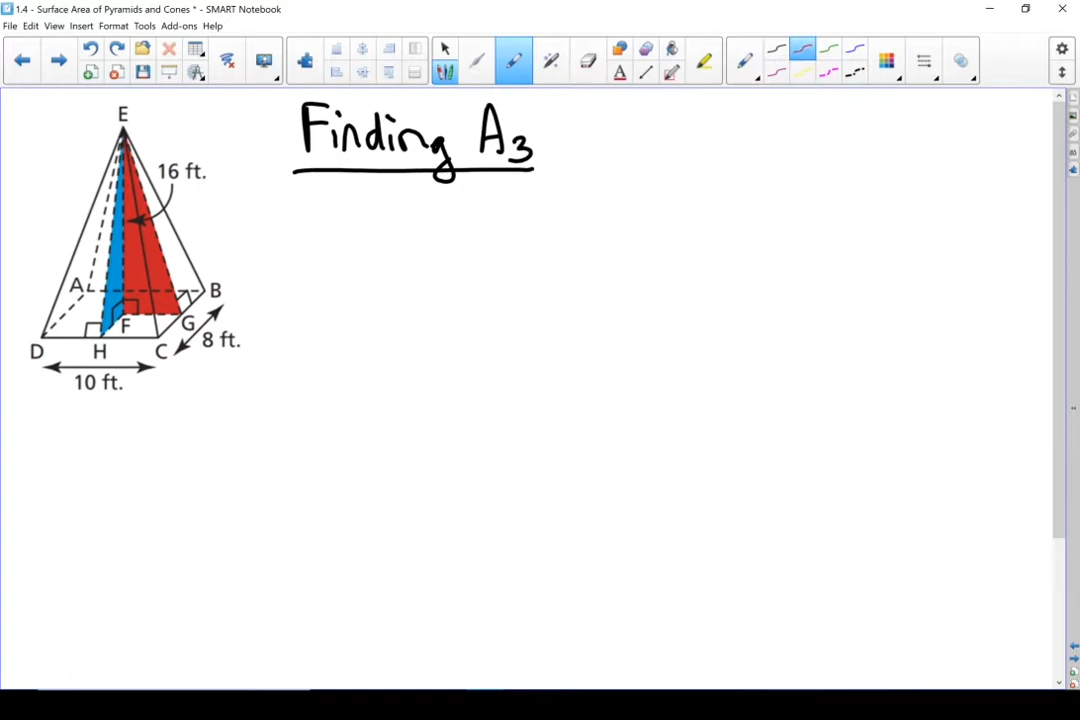 1.4 - Surface Area of Pyramids and Cones * - SMART Notebook
File Edit View Insert Format Tools Add-ons Help
Finding A3
E
16 ft.
A
B
F
G
8 ft.
D
H
C
10 ft.